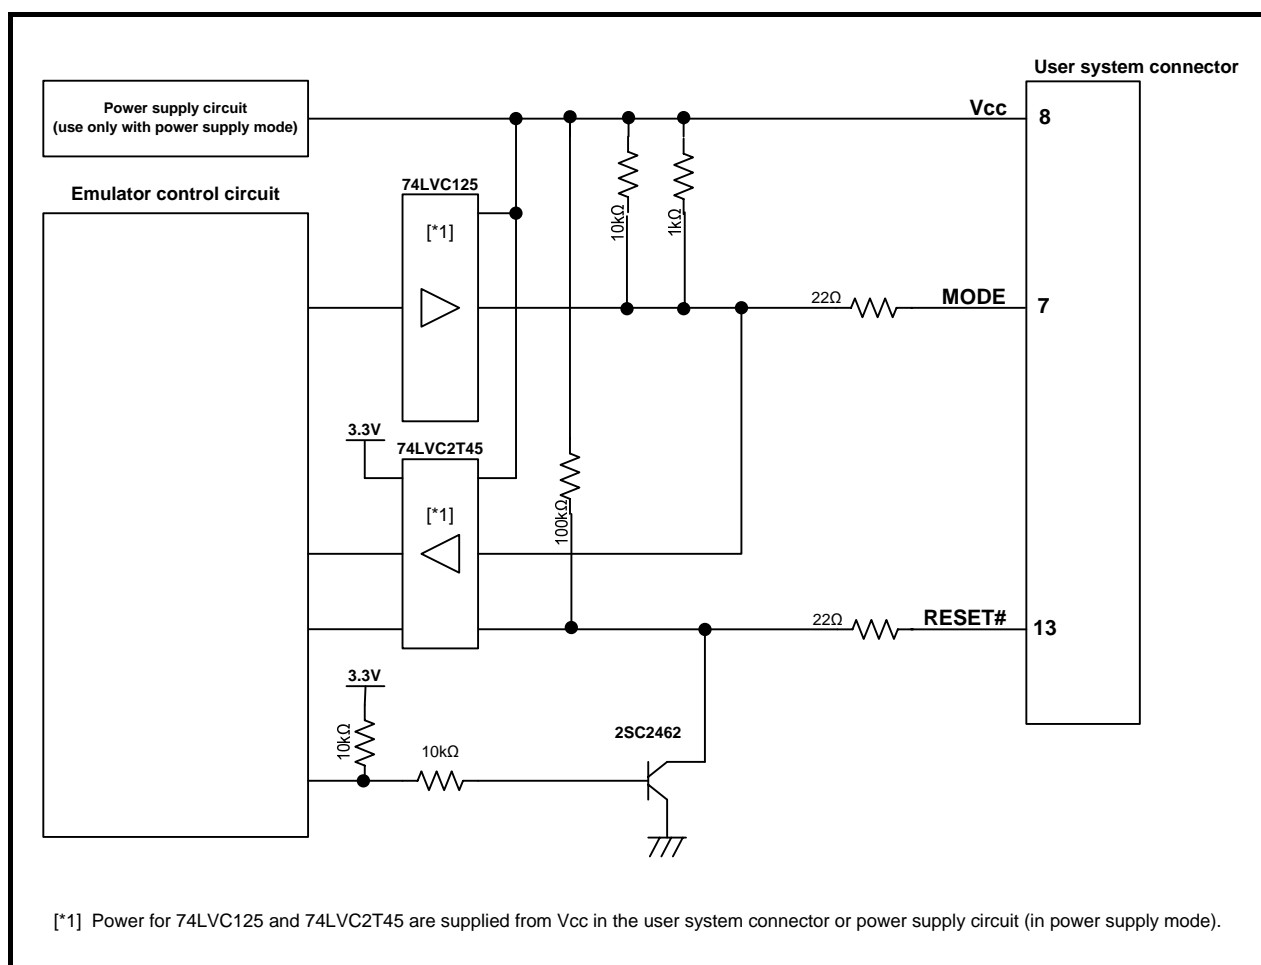 User system connector
Power supply circuit
(use only with power supply mode)
Vcc
8
Emulator control circuit
74LVC125
[*1]
10kΩ
1kΩ
22Ω
MODE
7
3.3V
74LVC2T45
[*1]
100kΩ
22Ω
RESET#
13
3.3V
10kΩ
10kΩ
2SC2462
[*1] Power for 74LVC125 and 74LVC2T45 are supplied from Vcc in the user system connector or power supply circuit (in power supply mode).